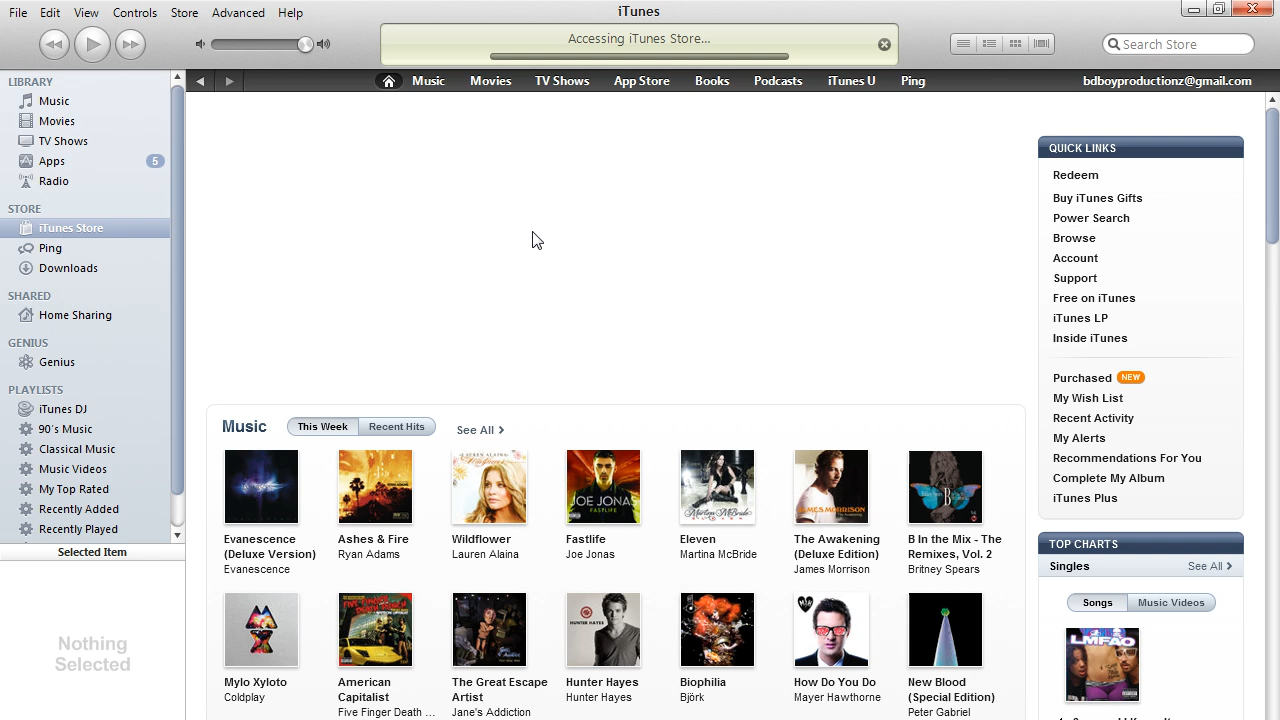 File Edit View Controls Store Advanced Help
iTunes
Accessing iTunes Store...
Search Store
Music Movies TV Shows App Store Books Podcasts iTunes U Ping
bdboyproductionz@gmail.com
LIBRARY
Music
Movies
TV Shows
Apps 5
Radio
STORE
iTunes Store
Ping
Downloads
SHARED
Home Sharing
GENIUS
Genius
PLAYLISTS
iTunes DJ
90's Music
Classical Music
Music Videos
My Top Rated
Recently Added
Recently Played
Selected Item
Nothing
Selected
Music This Week Recent Hits See All
Evanescence
(Deluxe Version)
Evanescence
Ashes & Fire
Ryan Adams
Wildflower
Lauren Alaina
Fastlife
Joe Jonas
Eleven
Martina McBride
The Awakening
(Deluxe Edition)
James Morrison
B In the Mix - The
Remixes, Vol. 2
Britney Spears
Mylo Xyloto
Coldplay
American
Capitalist
Five Finger Death ...
The Great Escape
Artist
Jane's Addiction
Hunter Hayes
Hunter Hayes
Biophilia
Björk
How Do You Do
Mayer Hawthorne
New Blood
(Special Edition)
Peter Gabriel
QUICK LINKS
Redeem
Buy iTunes Gifts
Power Search
Browse
Account
Support
Free on iTunes
iTunes LP
Inside iTunes
Purchased NEW
My Wish List
Recent Activity
My Alerts
Recommendations For You
Complete My Album
iTunes Plus
TOP CHARTS
Singles See All
Songs Music Videos
LMFAO